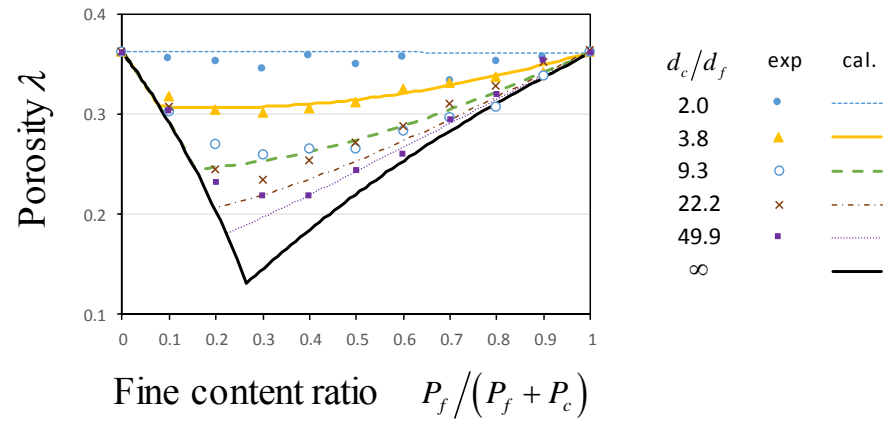 0.4
0.3
0.2
0.1
Porosity λ
0 0.1 0.2 0.3 0.4 0.5 0.6 0.7 0.8 0.9 1
Fine content ratio P_f/(P_f + P_c)
d_c/d_f exp cal.
2.0
3.8
9.3
22.2
49.9
∞